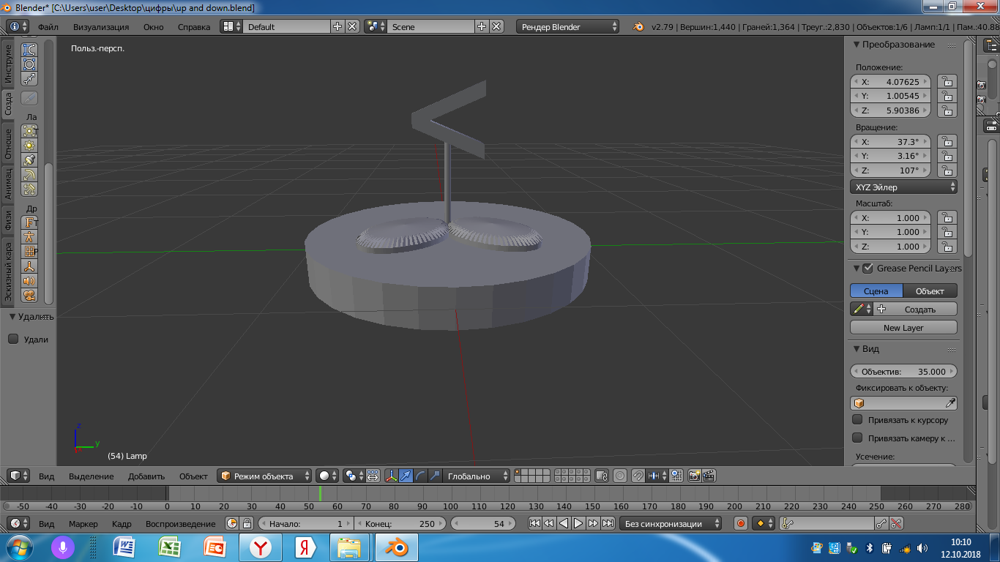 Blender* [C:\Users\user\Desktop\цифры\up and down.blend]
Файл Визуализация Окно Справка Default Scene Рендер Blender v2.79 | Вершин:1,440 | Граней:1,364 | Треуг.:2,830 | Объектов:1/6 | Ламп:1/1 | Пам.:40.88
Польз.-персп.
Инструме
Созда
Отноше
Анимац
Физи
Эскизный кара
Ла
Др
Удалить
Удали
(54) Lamp
z
y
Преобразование
Положение:
X: 4.07625
Y: 1.00545
Z: 5.90386
Вращение:
X: 37.3°
Y: 3.16°
Z: 107°
XYZ Эйлер
Масштаб:
X: 1.000
Y: 1.000
Z: 1.000
Grease Pencil Layers
Сцена Объект
Создать
New Layer
Вид
Объектив: 35.000
Фиксировать к объекту:
Привязать к курсору
Привязать камеру к ...
Усечение:
Вид Выделение Добавить Объект Режим объекта Глобально
-50 -40 -30 -20 -10 0 10 20 30 40 50 60 70 80 90 100 110 120 130 140 150 160 170 180 190 200 210 220 230 240 250 260 270 280
Вид Маркер Кадр Воспроизведение Начало: 1 Конец: 250 54 Без синхронизации
10:10
12.10.2018